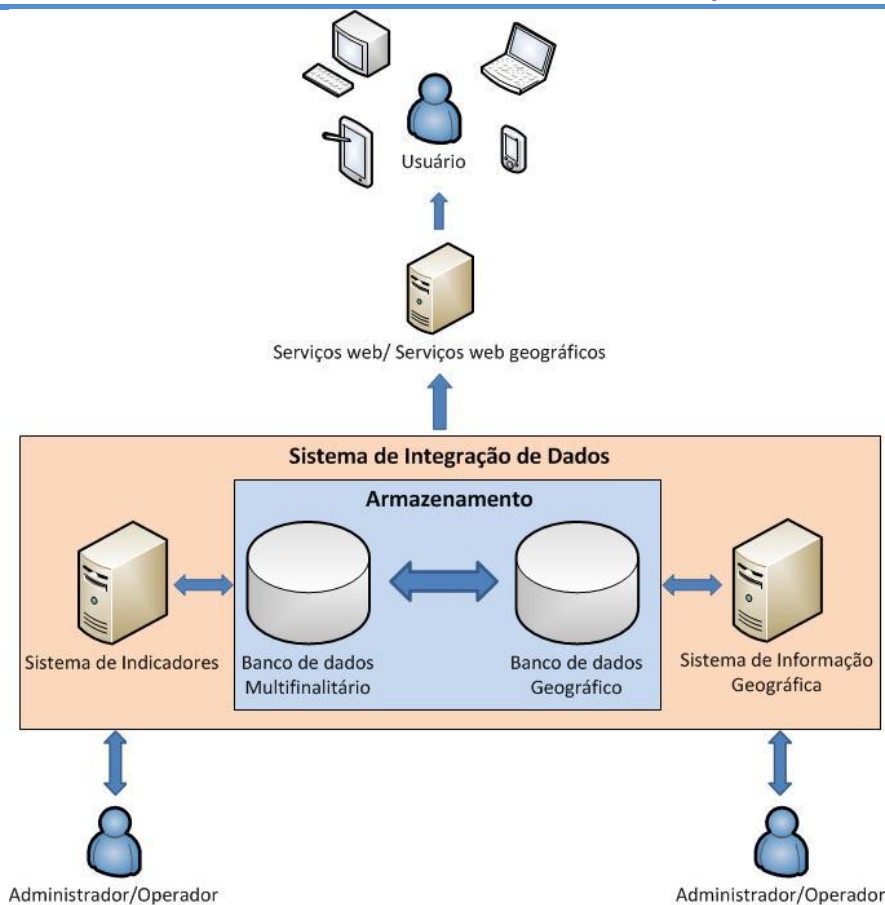 Usuário
Serviços web/ Serviços web geográficos
Sistema de Integração de Dados
Armazenamento
Sistema de Indicadores
Banco de dados
Multifinalitário
Banco de dados
Geográfico
Sistema de Informação
Geográfica
Administrador/Operador
Administrador/Operador